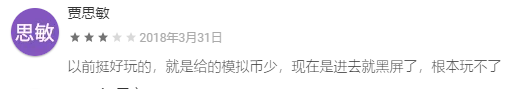 贾思敏
思敏
★★★★★ 2018年3月31日
以前挺好玩的，就是给的模拟币少，现在是进去就黑屏了，根本玩不了